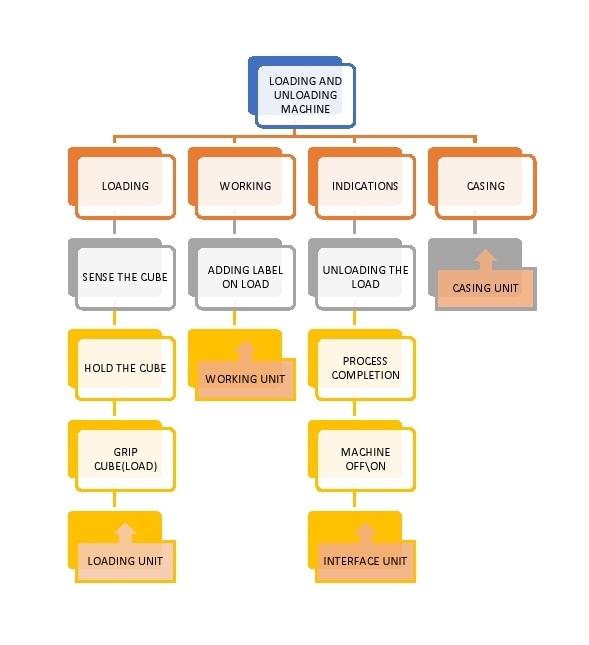 LOADING AND
UNLOADING
MACHINE
LOADING
WORKING
INDICATIONS
CASING
SENSE THE CUBE
ADDING LABEL
ON LOAD
UNLOADING THE
LOAD
CASING UNIT
HOLD THE CUBE
WORKING UNIT
PROCESS
COMPLETION
GRIP
CUBE(LOAD)
MACHINE
OFF\ON
LOADING UNIT
INTERFACE UNIT